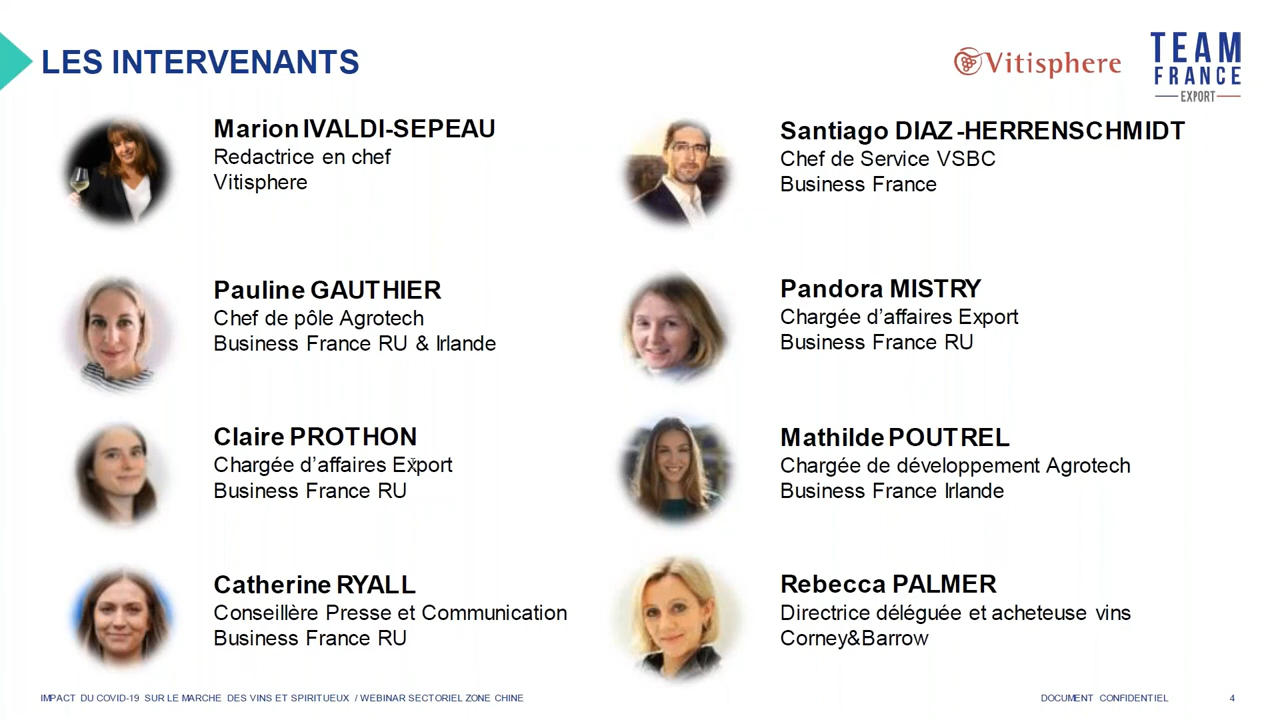 LES INTERVENANTS
Vitisphere
TEAM
FRANCE
EXPORT
Marion IVALDI-SEPEAU
Redactrice en chef
Vitisphere
Santiago DIAZ-HERRENSCHMIDT
Chef de Service VSBC
Business France
Pauline GAUTHIER
Chef de pôle Agrotech
Business France RU & Irlande
Pandora MISTRY
Chargée d'affaires Export
Business France RU
Claire PROTHON
Chargée d'affaires Export
Business France RU
Mathilde POUTREL
Chargée de développement Agrotech
Business France Irlande
Catherine RYALL
Conseillère Presse et Communication
Business France RU
Rebecca PALMER
Directrice déléguée et acheteuse vins
Corney&Barrow
IMPACT DU COVID-19 SUR LE MARCHE DES VINS ET SPIRITUEUX / WEBINAR SECTORIEL ZONE CHINE
DOCUMENT CONFIDENTIEL
4